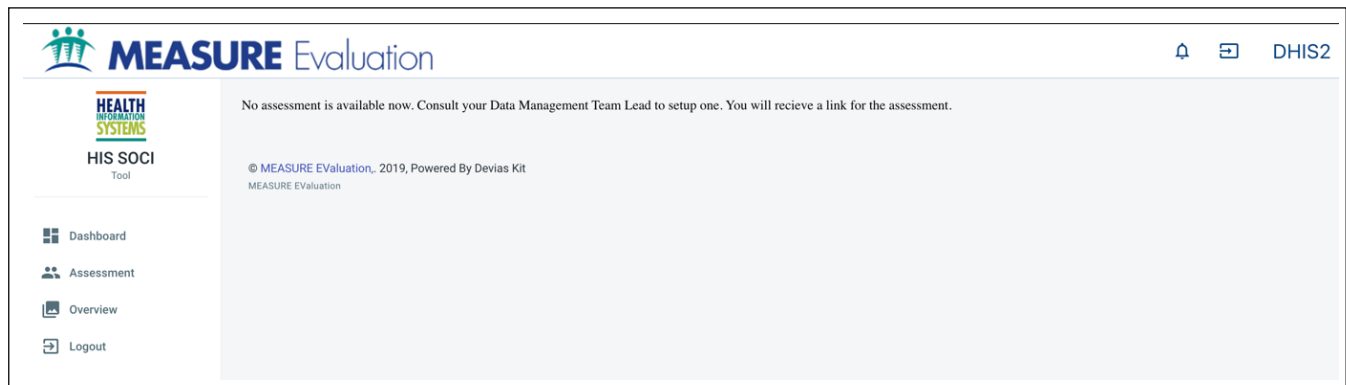 MEASURE Evaluation
DHIS2
HEALTH
INFORMATION
SYSTEMS
HIS SOCI
Tool
Dashboard
Assessment
Overview
Logout
No assessment is available now. Consult your Data Management Team Lead to setup one. You will recieve a link for the assessment.
© MEASURE EValuation,. 2019, Powered By Devias Kit
MEASURE EValuation